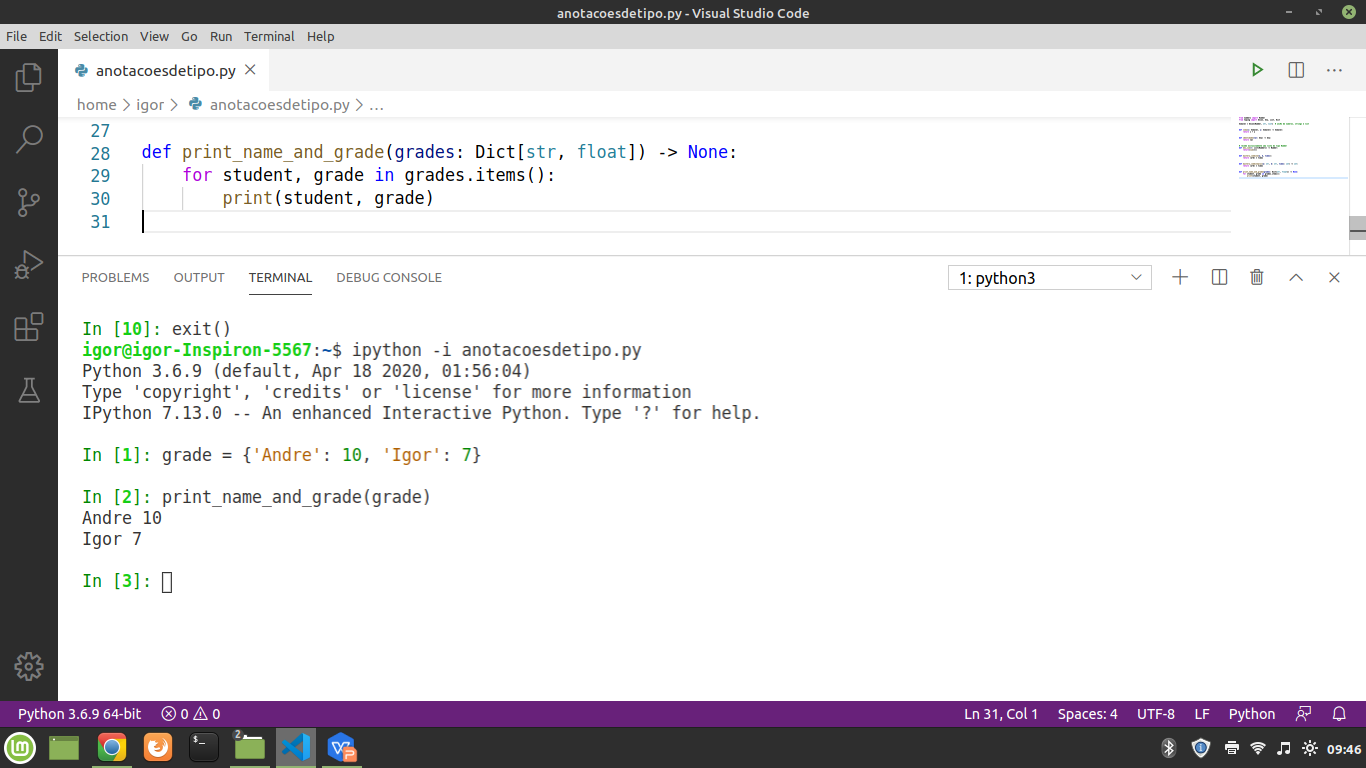 anotacoesdetipo.py - Visual Studio Code
File Edit Selection View Go Run Terminal Help
anotacoesdetipo.py
home > igor > anotacoesdetipo.py > ...
27
28 def print_name_and_grade(grades: Dict[str, float]) -> None:
29 for student, grade in grades.items():
30 print(student, grade)
31
PROBLEMS OUTPUT TERMINAL DEBUG CONSOLE 1: python3
In [10]: exit()
igor@igor-Inspiron-5567:~$ ipython -i anotacoesdetipo.py
Python 3.6.9 (default, Apr 18 2020, 01:56:04)
Type 'copyright', 'credits' or 'license' for more information
IPython 7.13.0 -- An enhanced Interactive Python. Type '?' for help.
In [1]: grade = {'Andre': 10, 'Igor': 7}
In [2]: print_name_and_grade(grade)
Andre 10
Igor 7
In [3]:
Python 3.6.9 64-bit 0 0 Ln 31, Col 1 Spaces: 4 UTF-8 LF Python
2
09:46